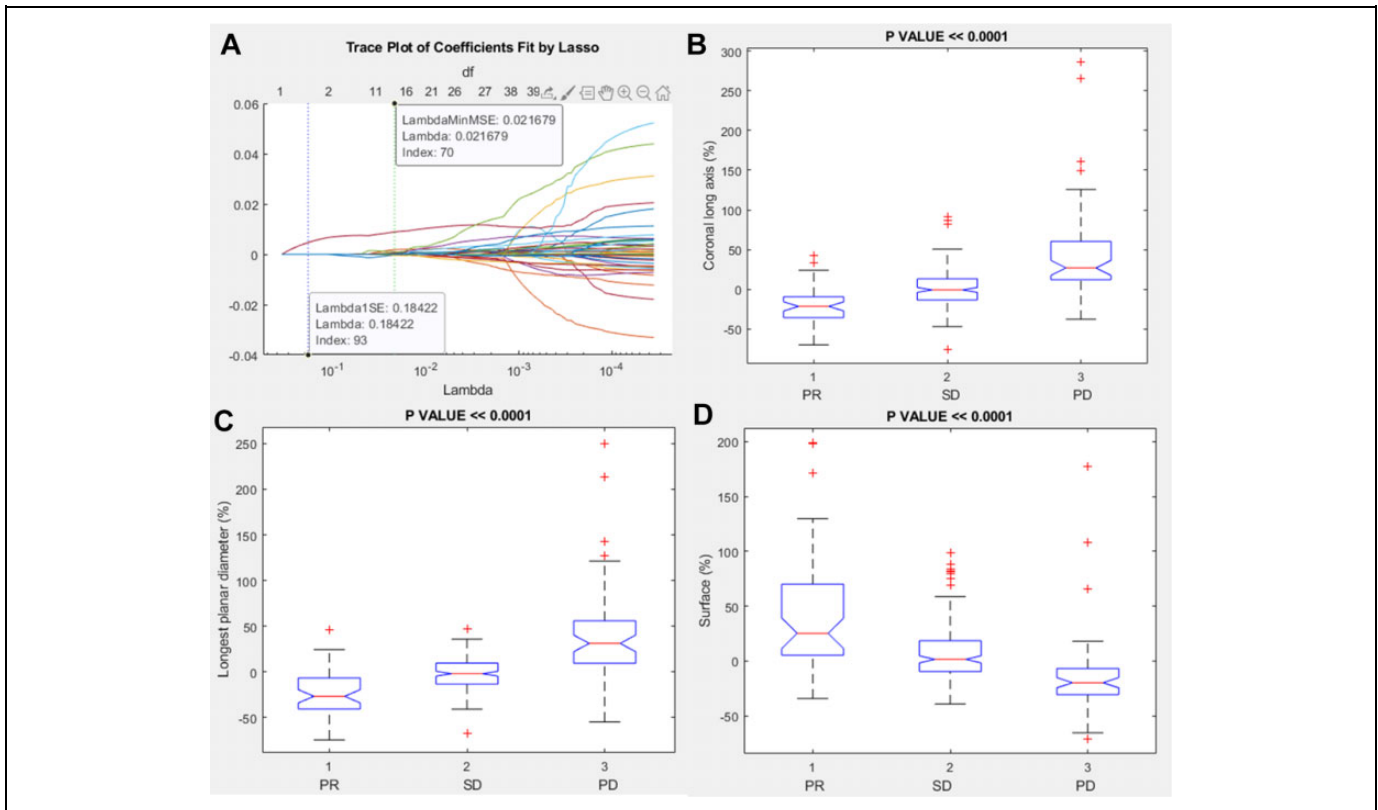 A
Trace Plot of Coefficients Fit by Lasso
df
1 2 11 16 21 26 27 38 39
0.06
0.04
0.02
0
-0.02
-0.04
LambdaMinMSE: 0.021679
Lambda: 0.021679
Index: 70
Lambda1SE: 0.18422
Lambda: 0.18422
Index: 93
10-1 10-2 10-3 10-4
Lambda
B
P VALUE << 0.0001
Coronal long axis (%)
300
250
200
150
100
50
0
-50
1 2 3
PR SD PD
C
P VALUE << 0.0001
Longest planar diameter (%)
250
200
150
100
50
0
-50
1 2 3
PR SD PD
D
P VALUE << 0.0001
Surface (%)
200
150
100
50
0
-50
1 2 3
PR SD PD